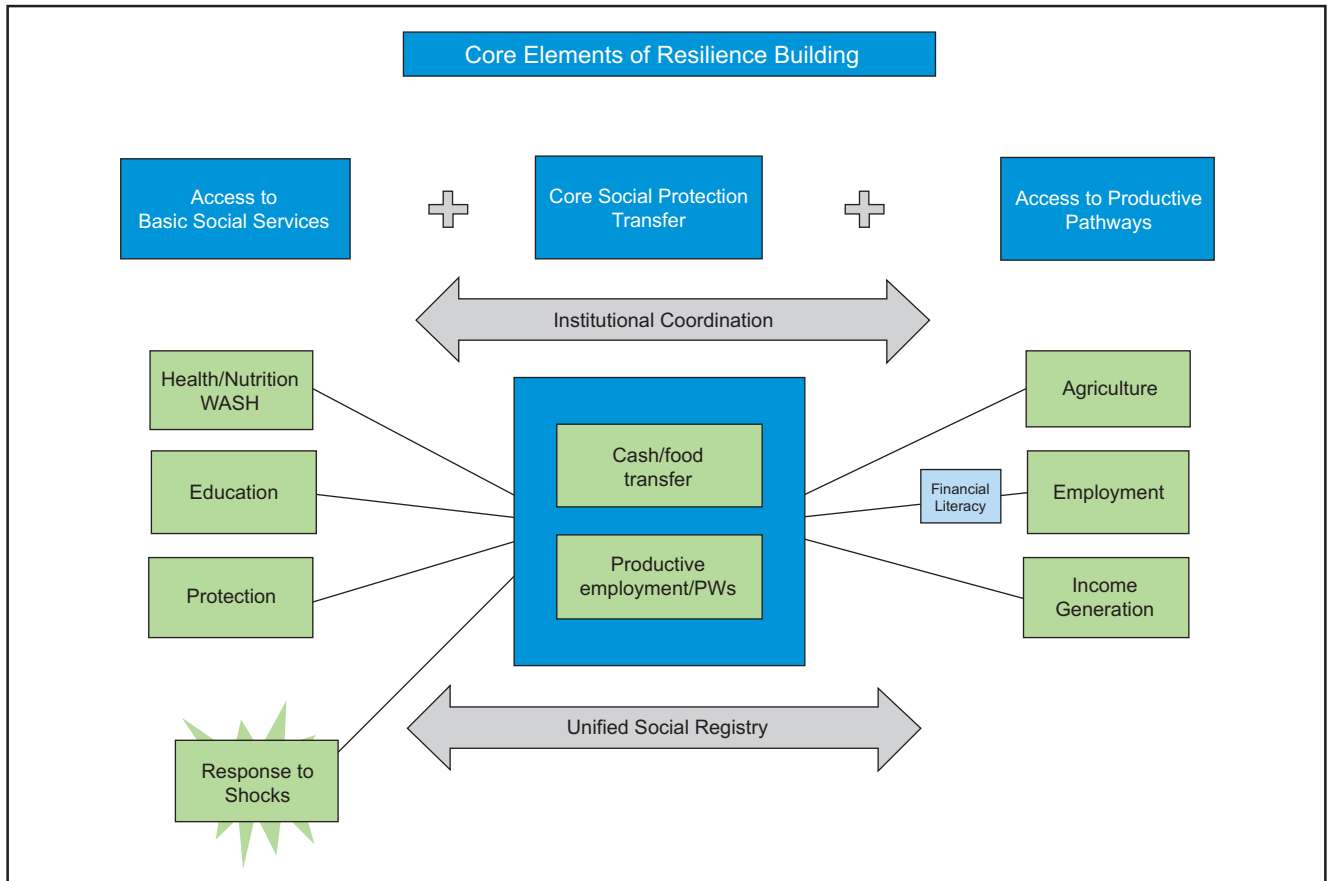 Core Elements of Resilience Building
Access to
Basic Social Services
Core Social Protection
Transfer
Access to Productive
Pathways
Institutional Coordination
Health/Nutrition
WASH
Education
Protection
Response to
Shocks
Cash/food
transfer
Productive
employment/PWs
Agriculture
Financial
Literacy
Employment
Income
Generation
Unified Social Registry